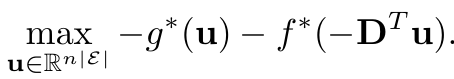 max_{u∈ℝ^{n|ℰ|}} −g*(u) − f*(−D^T u).